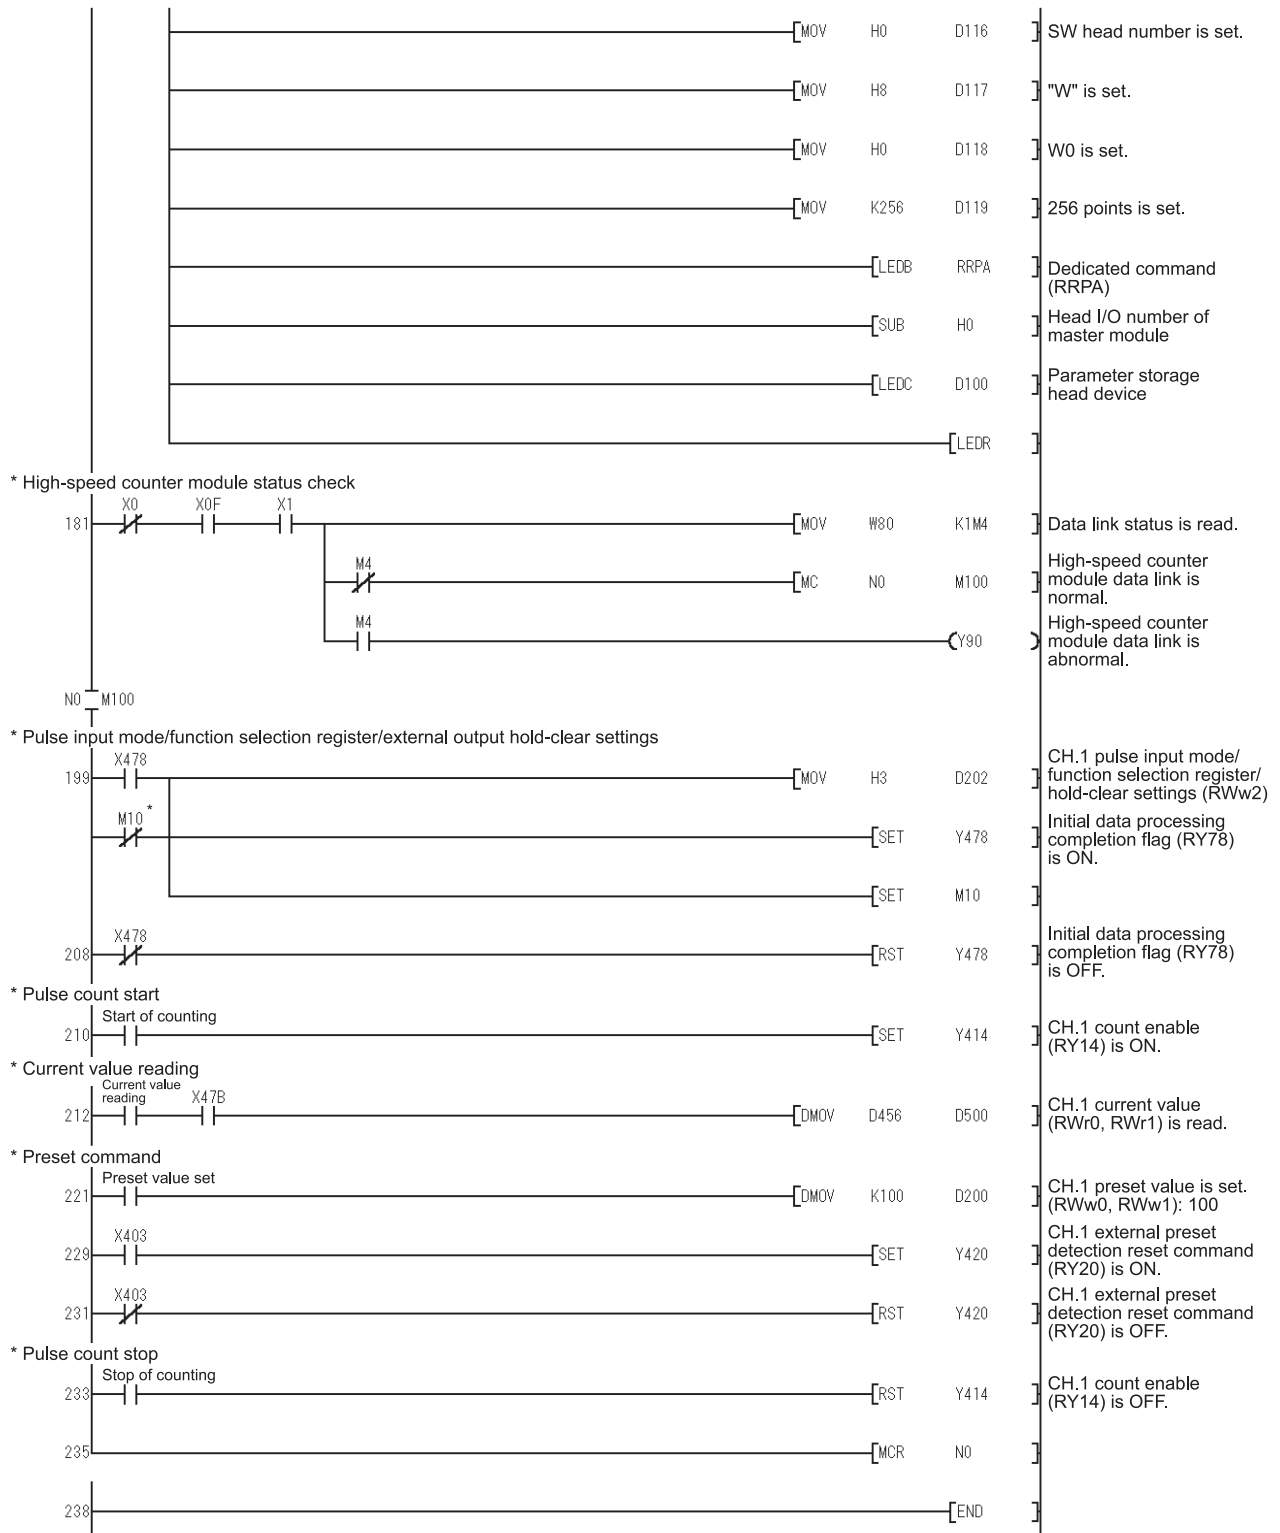 [MOV H0 D116 ] SW head number is set.
[MOV H8 D117 ] "W" is set.
[MOV H0 D118 ] W0 is set.
[MOV K256 D119 ] 256 points is set.
[LEDB RRPA ] Dedicated command
(RRPA)
[SUB H0 ] Head I/O number of
master module
[LEDC D100 ] Parameter storage
head device
[LEDR ]
* High-speed counter module status check
X0 X0F X1
181 [MOV W80 K1M4 ] Data link status is read.
M4
[MC N0 M100 ] High-speed counter
module data link is
normal.
M4
(Y90 ) High-speed counter
module data link is
abnormal.
N0 M100
* Pulse input mode/function selection register/external output hold-clear settings
X478
199 [MOV H3 D202 ] CH.1 pulse input mode/
function selection register/
hold-clear settings (RWw2)
M10 *
[SET Y478 ] Initial data processing
completion flag (RY78)
is ON.
[SET M10 ]
X478
208 [RST Y478 ] Initial data processing
completion flag (RY78)
is OFF.
* Pulse count start
Start of counting
210 [SET Y414 ] CH.1 count enable
(RY14) is ON.
* Current value reading
Current value
reading X47B
212 [DMOV D456 D500 ] CH.1 current value
(RWr0, RWr1) is read.
* Preset command
Preset value set
221 [DMOV K100 D200 ] CH.1 preset value is set.
(RWw0, RWw1): 100
X403
229 [SET Y420 ] CH.1 external preset
detection reset command
(RY20) is ON.
X403
231 [RST Y420 ] CH.1 external preset
detection reset command
(RY20) is OFF.
* Pulse count stop
Stop of counting
233 [RST Y414 ] CH.1 count enable
(RY14) is OFF.
235 [MCR N0 ]
238 [END ]